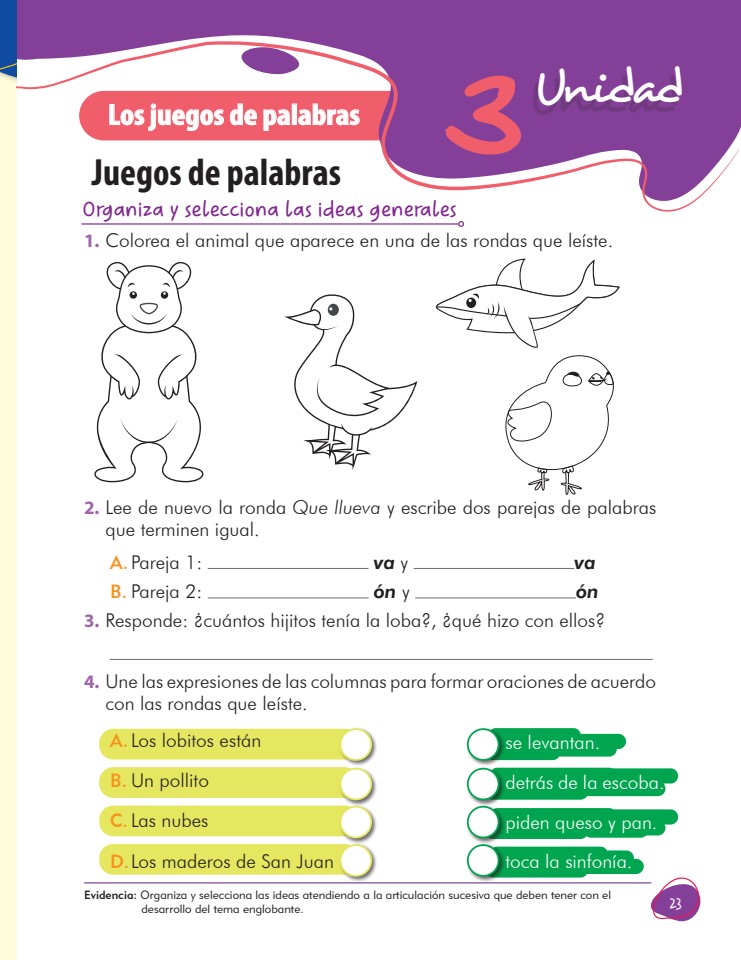 3 Unidad
Los juegos de palabras
Juegos de palabras
Organiza y selecciona las ideas generales
1. Colorea el animal que aparece en una de las rondas que leíste.
2. Lee de nuevo la ronda Que llueva y escribe dos parejas de palabras
que terminen igual.
A. Pareja 1: ________________ va y ________________va
B. Pareja 2: ________________ ón y ________________ón
3. Responde: ¿cuántos hijitos tenía la loba?, ¿qué hizo con ellos?
4. Une las expresiones de las columnas para formar oraciones de acuerdo
con las rondas que leíste.
A. Los lobitos están
se levantan.
B. Un pollito
detrás de la escoba.
C. Las nubes
piden queso y pan.
D. Los maderos de San Juan
toca la sinfonía.
Evidencia: Organiza y selecciona las ideas atendiendo a la articulación sucesiva que deben tener con el
desarrollo del tema englobante.
23